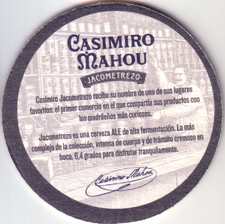 CASIMIRO
MAHOU
JACOMETREZO
Casimiro Jacometrezo recibe su nombre de uno de sus lugares
favoritos: el primer comercio en el que compartía sus productos con
los madrileños más curiosos.
Jacometrezo es una cerveza ALE de alta fermentación. La más
compleja de la colección, intensa de cuerpo y de tránsito cremoso en
boca. 6,4 grados para disfrutar tranquilamente.
Casimiro Mahou